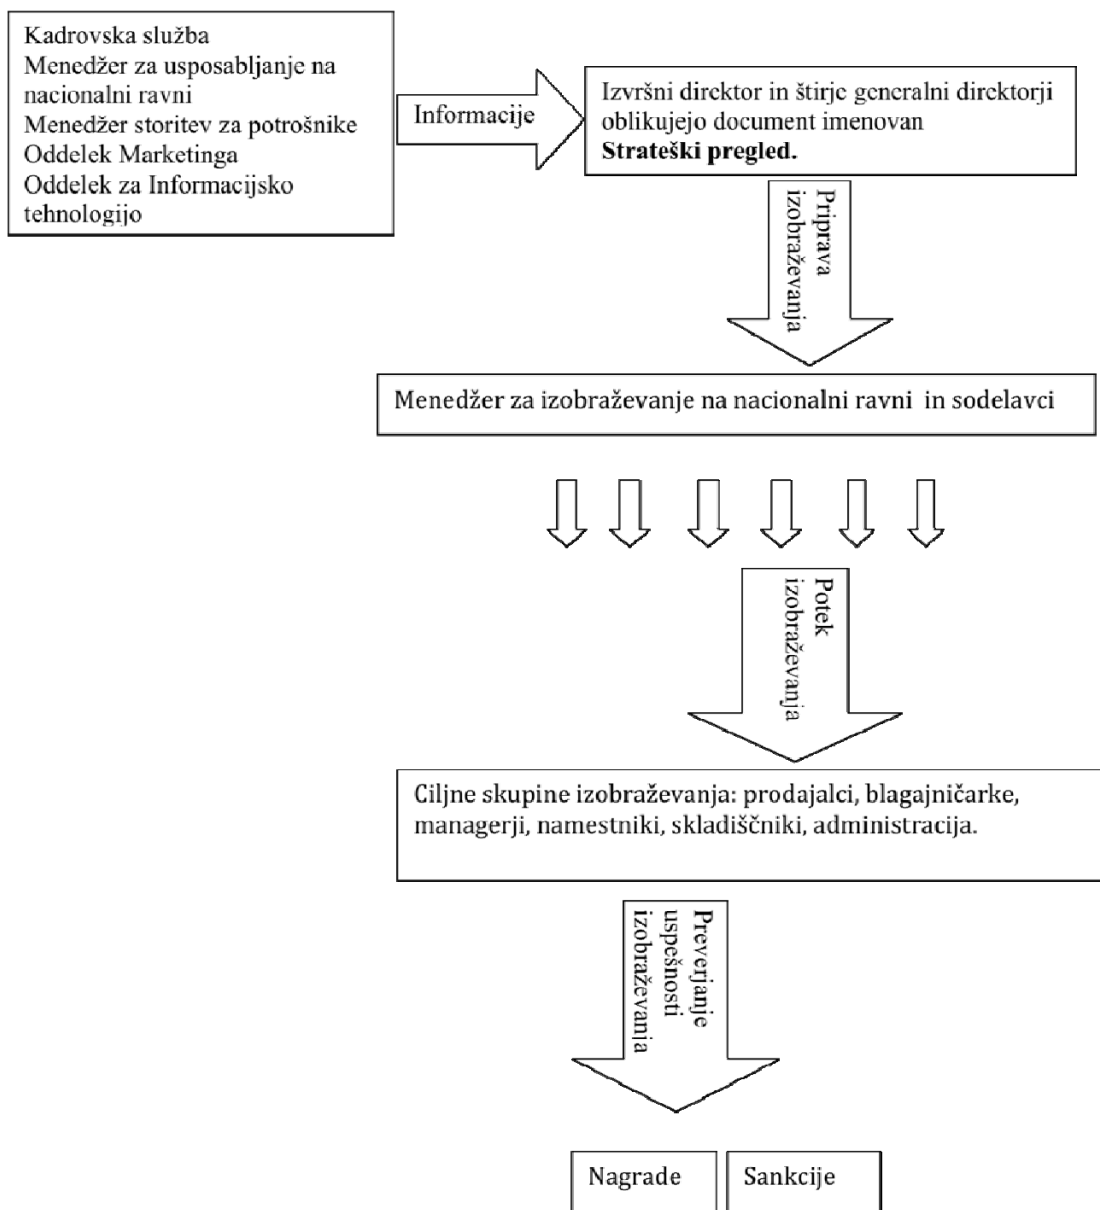 Kadrovska služba
Menedžer za usposabljanje na
nacionalni ravni
Menedžer storitev za potrošnike
Oddelek Marketinga
Oddelek za Informacijsko
tehnologijo
Informacije
Izvršni direktor in štirje generalni direktorji
oblikujejo document imenovan
Strateški pregled.
Priprava
izobraževanja
Menedžer za izobraževanje na nacionalni ravni in sodelavci
Potek
izobraževanja
Ciljne skupine izobraževanja: prodajalci, blagajničarke,
managerji, namestniki, skladiščniki, administracija.
Preverjanje
uspešnosti
izobraževanja
Nagrade
Sankcije